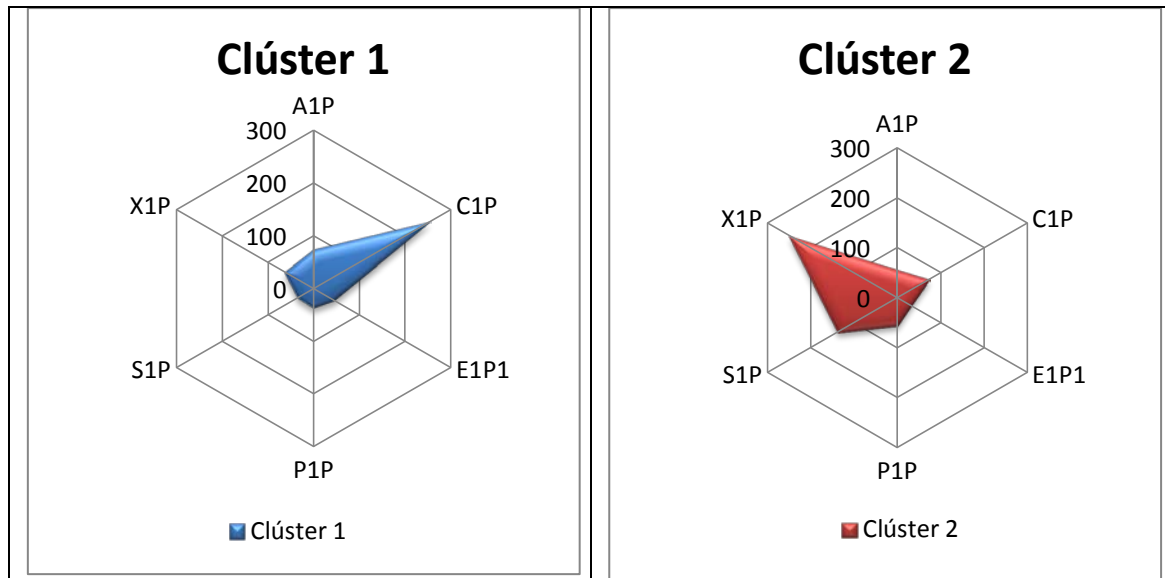 Clúster 1
A1P
300
200
X1P
C1P
100
0
S1P
E1P1
P1P
Clúster 1
Clúster 2
A1P
300
200
X1P
C1P
100
0
S1P
E1P1
P1P
Clúster 2